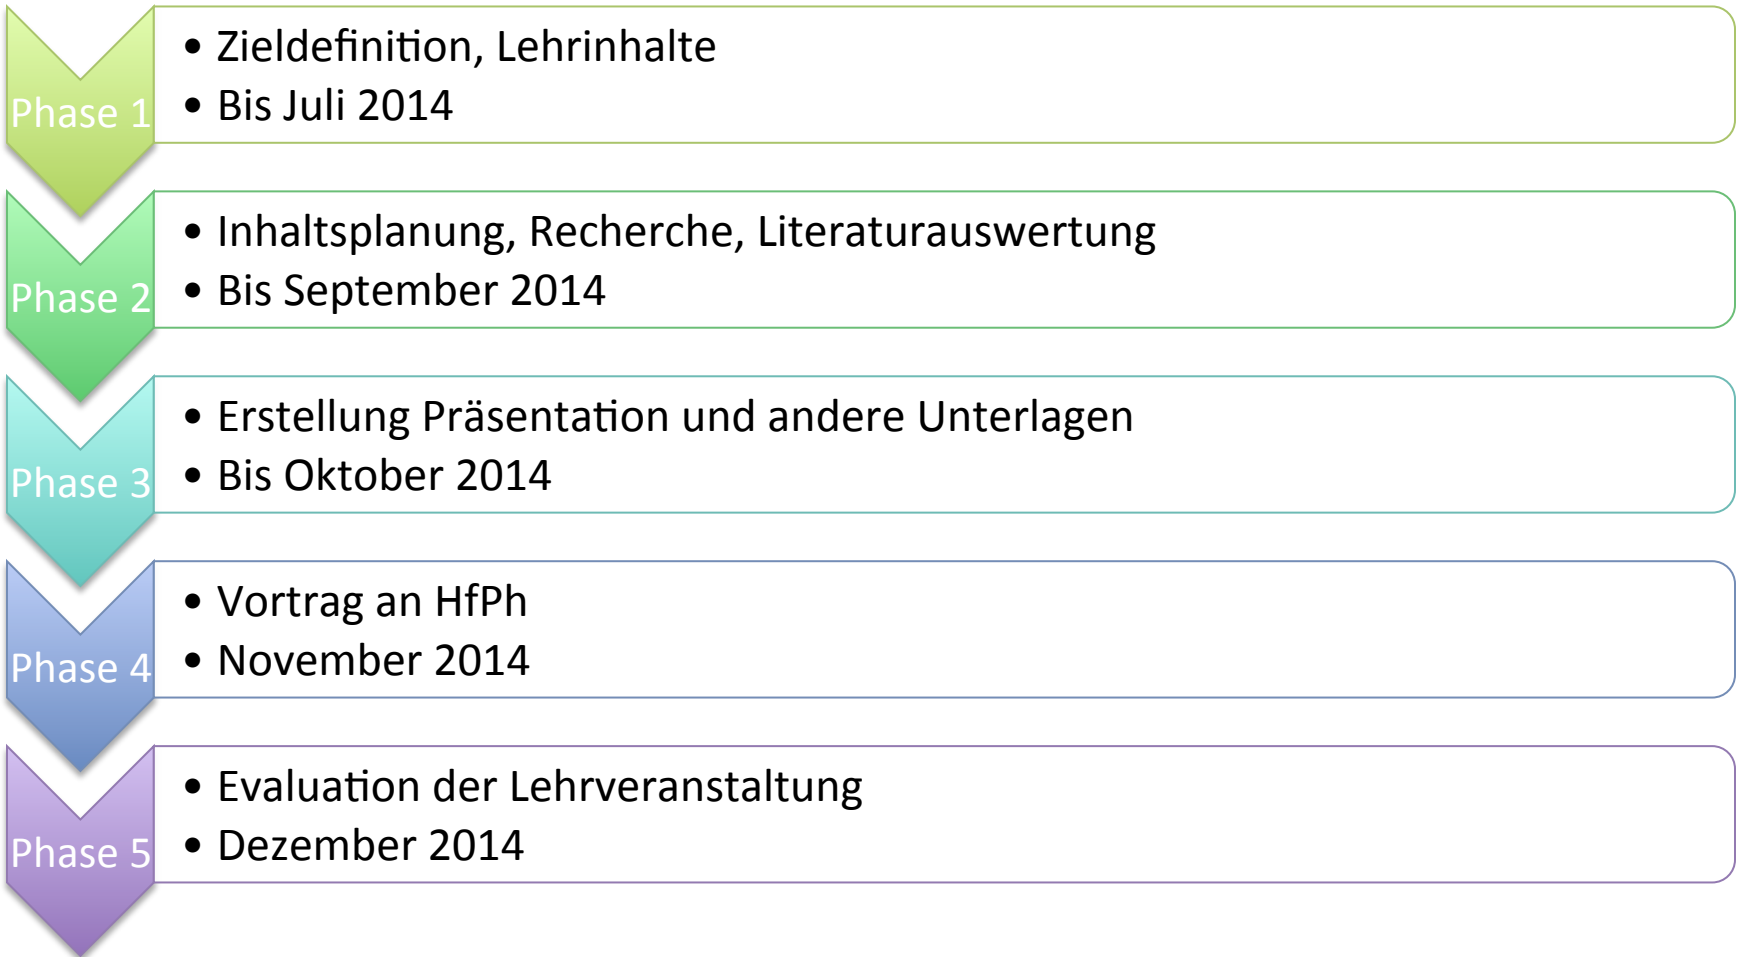 Phase 1
• Zieldefinition, Lehrinhalte
• Bis Juli 2014
Phase 2
• Inhaltsplanung, Recherche, Literaturauswertung
• Bis September 2014
Phase 3
• Erstellung Präsentation und andere Unterlagen
• Bis Oktober 2014
Phase 4
• Vortrag an HfPh
• November 2014
Phase 5
• Evaluation der Lehrveranstaltung
• Dezember 2014